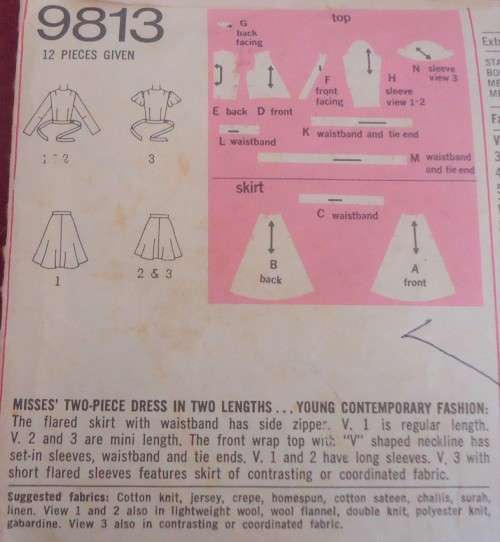 9813
12 PIECES GIVEN
3
1
2 & 3
top
G
back
facing
N sleeve
view 3
F
front
facing
H
sleeve
view 1-2
E back D front
K waistband and tie end
L waistband
M waistband
and tie end
skirt
C waistband
B
back
A
front
Ext
MISSES' TWO-PIECE DRESS IN TWO LENGTHS...YOUNG CONTEMPORARY FASHION:
The flared skirt with waistband has side zipper. V. 1 is regular length.
V. 2 and 3 are mini length. The front wrap top with "V" shaped neckline has
set-in sleeves, waistband and tie ends. V. 1 and 2 have long sleeves. V. 3 with
short flared sleeves features skirt of contrasting or coordinated fabric.
Suggested fabrics: Cotton knit, jersey, crepe, homespun, cotton sateen, challis, surah,
linen. View 1 and 2 also in lightweight wool, wool flannel, double knit, polyester knit,
gabardine. View 3 also in contrasting or coordinated fabric.